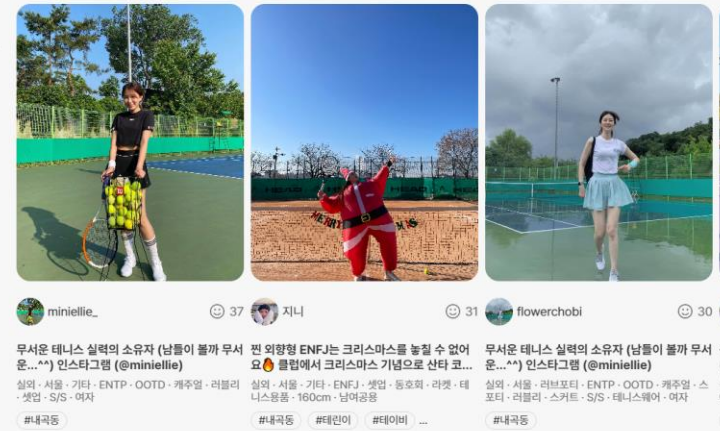 HEAD
HEAD
MERRY
miniellie_
37
무서운 테니스 실력의 소유자 (남들이 볼까 무서
운...^^) 인스타그램 (@miniellie)
실외 · 서울 · 기타 · ENTP · OOTD · 캐주얼 · 러블리
· 셋업 · S/S · 여자
#내곡동
지니
31
찐 외향형 ENFJ는 크리스마스를 놓칠 수 없어
요🔥 클럽에서 크리스마스 기념으로 산타 코...
실외 · 서울 · 기타 · ENFJ · 셋업 · 동호회 · 라켓 · 테
니스용품 · 160cm · 남여공용
#내곡동 #테린이 #테이비 ...
flowerchobi
30
무서운 테니스 실력의 소유자 (남들이 볼까 무서
운...^^) 인스타그램 (@miniellie)
실외 · 서울 · 러브포티 · ENTP · OOTD · 캐주얼 · 스
포티 · 러블리 · 스커트 · S/S · 테니스웨어 · 여자
#내곡동